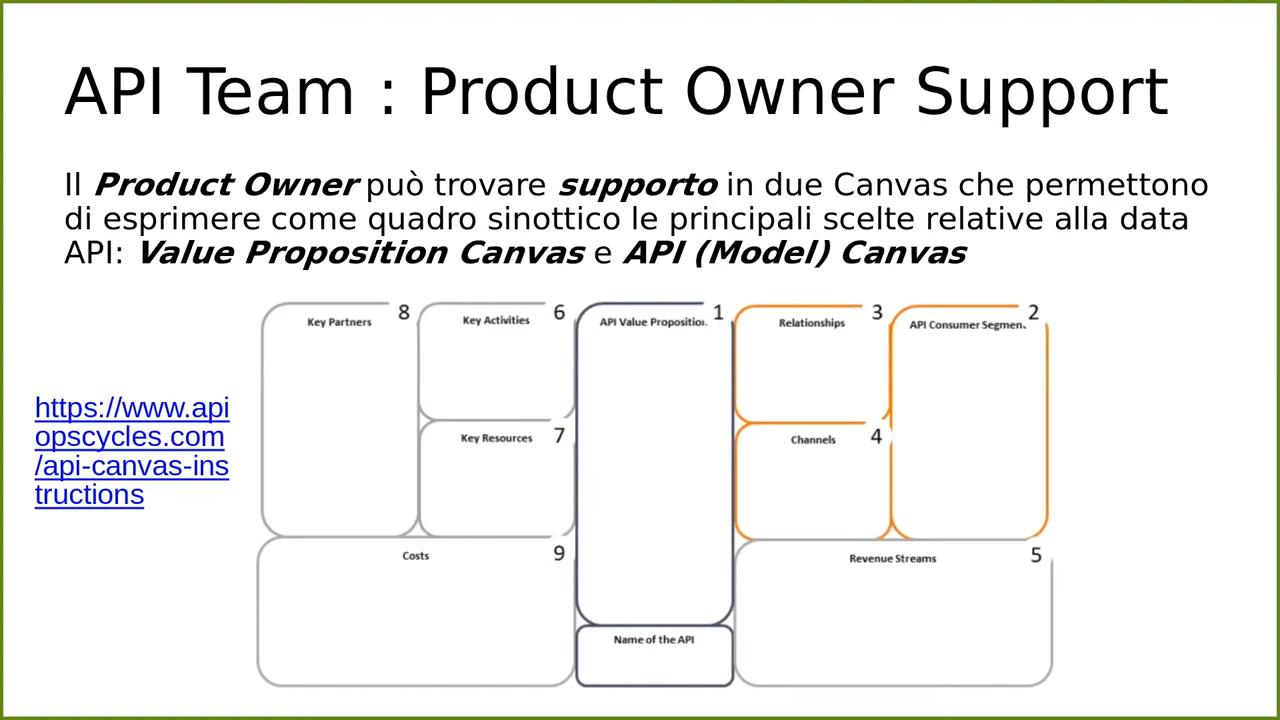 API Team : Product Owner Support
Il Product Owner può trovare supporto in due Canvas che permettono
di esprimere come quadro sinottico le principali scelte relative alla data
API: Value Proposition Canvas e API (Model) Canvas
https://www.api
opscycles.com
/api-canvas-ins
tructions
Key Partners 8
Key Activities 6
API Value Proposition 1
Relationships 3
API Consumer Segmen 2
Key Resources 7
Channels 4
Costs 9
Revenue Streams 5
Name of the API